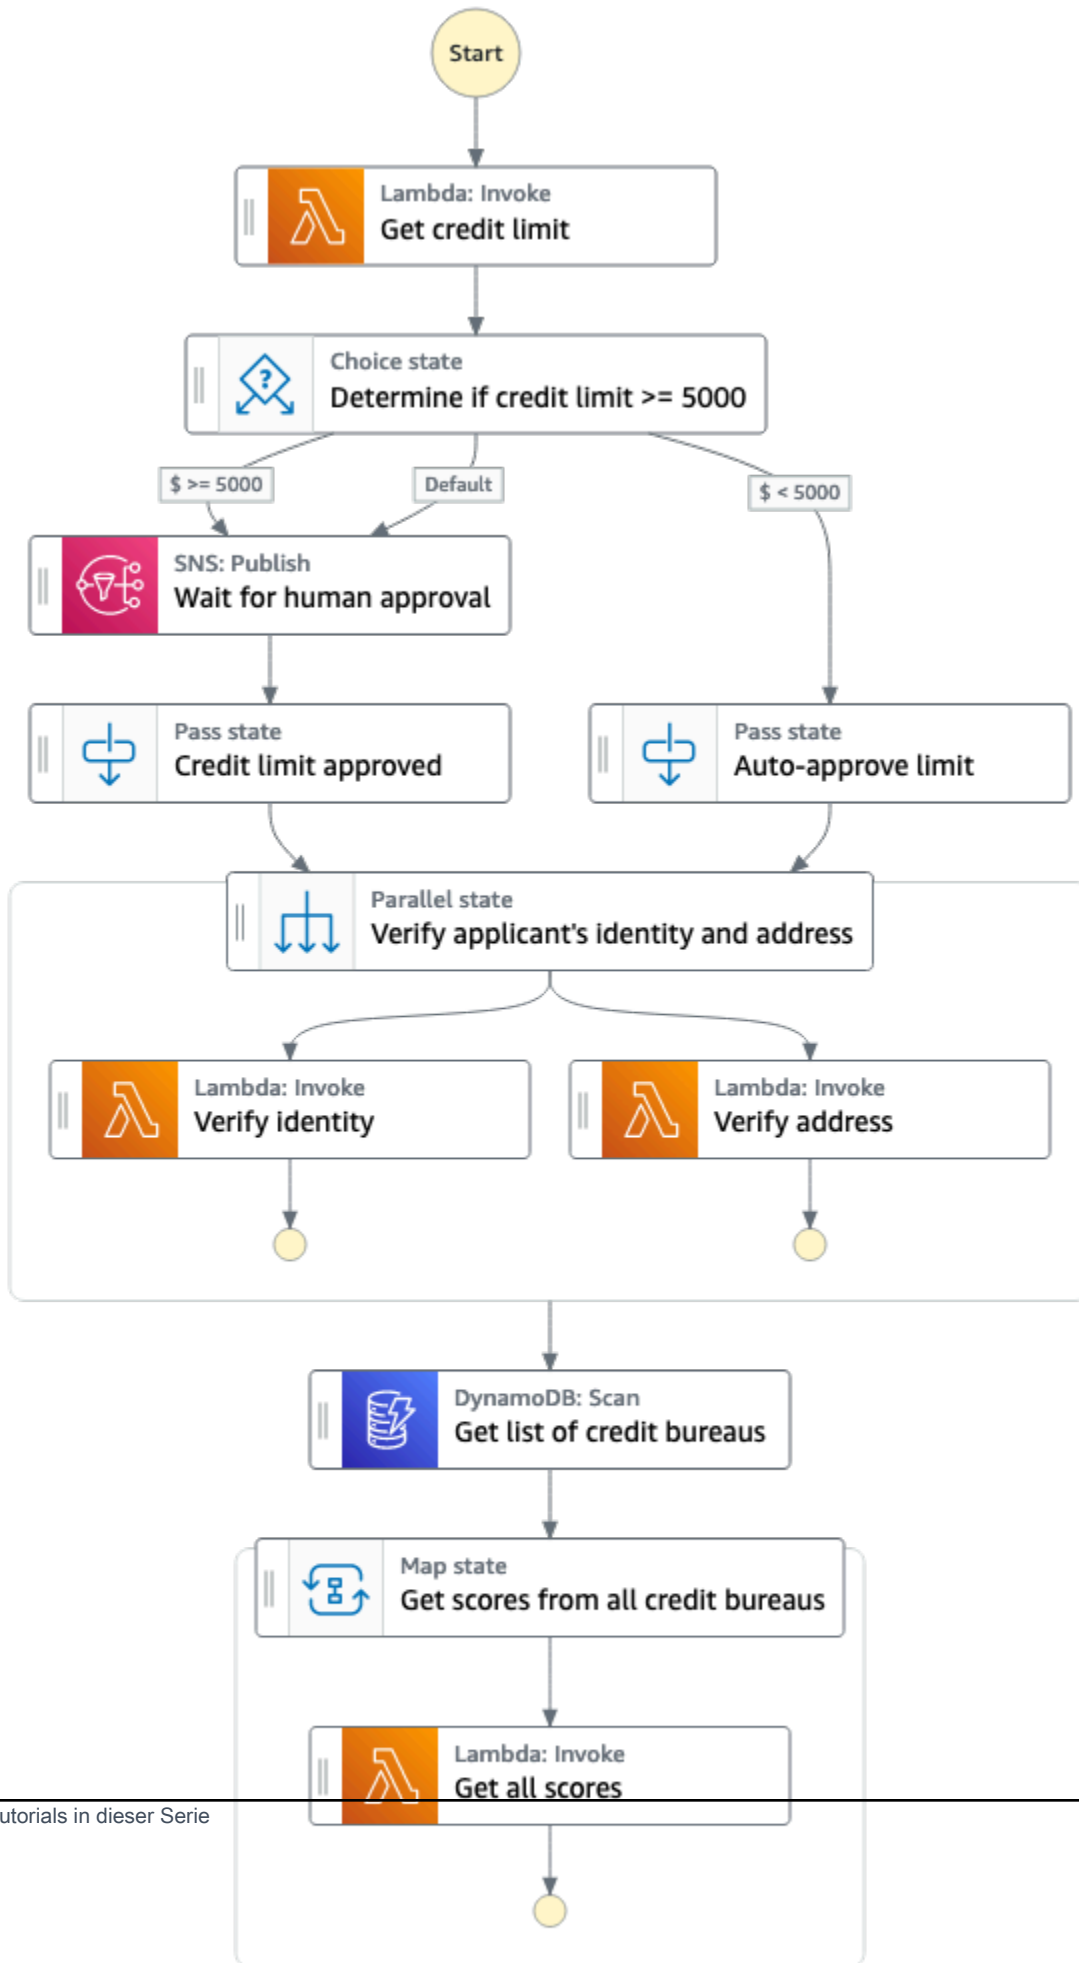 Start
Lambda: Invoke
Get credit limit
Choice state
Determine if credit limit >= 5000
$ >= 5000
Default
$ < 5000
SNS: Publish
Wait for human approval
Pass state
Credit limit approved
Pass state
Auto-approve limit
Parallel state
Verify applicant's identity and address
Lambda: Invoke
Verify identity
Lambda: Invoke
Verify address
DynamoDB: Scan
Get list of credit bureaus
Map state
Get scores from all credit bureaus
Lambda: Invoke
Get all scores
utorials in dieser Serie